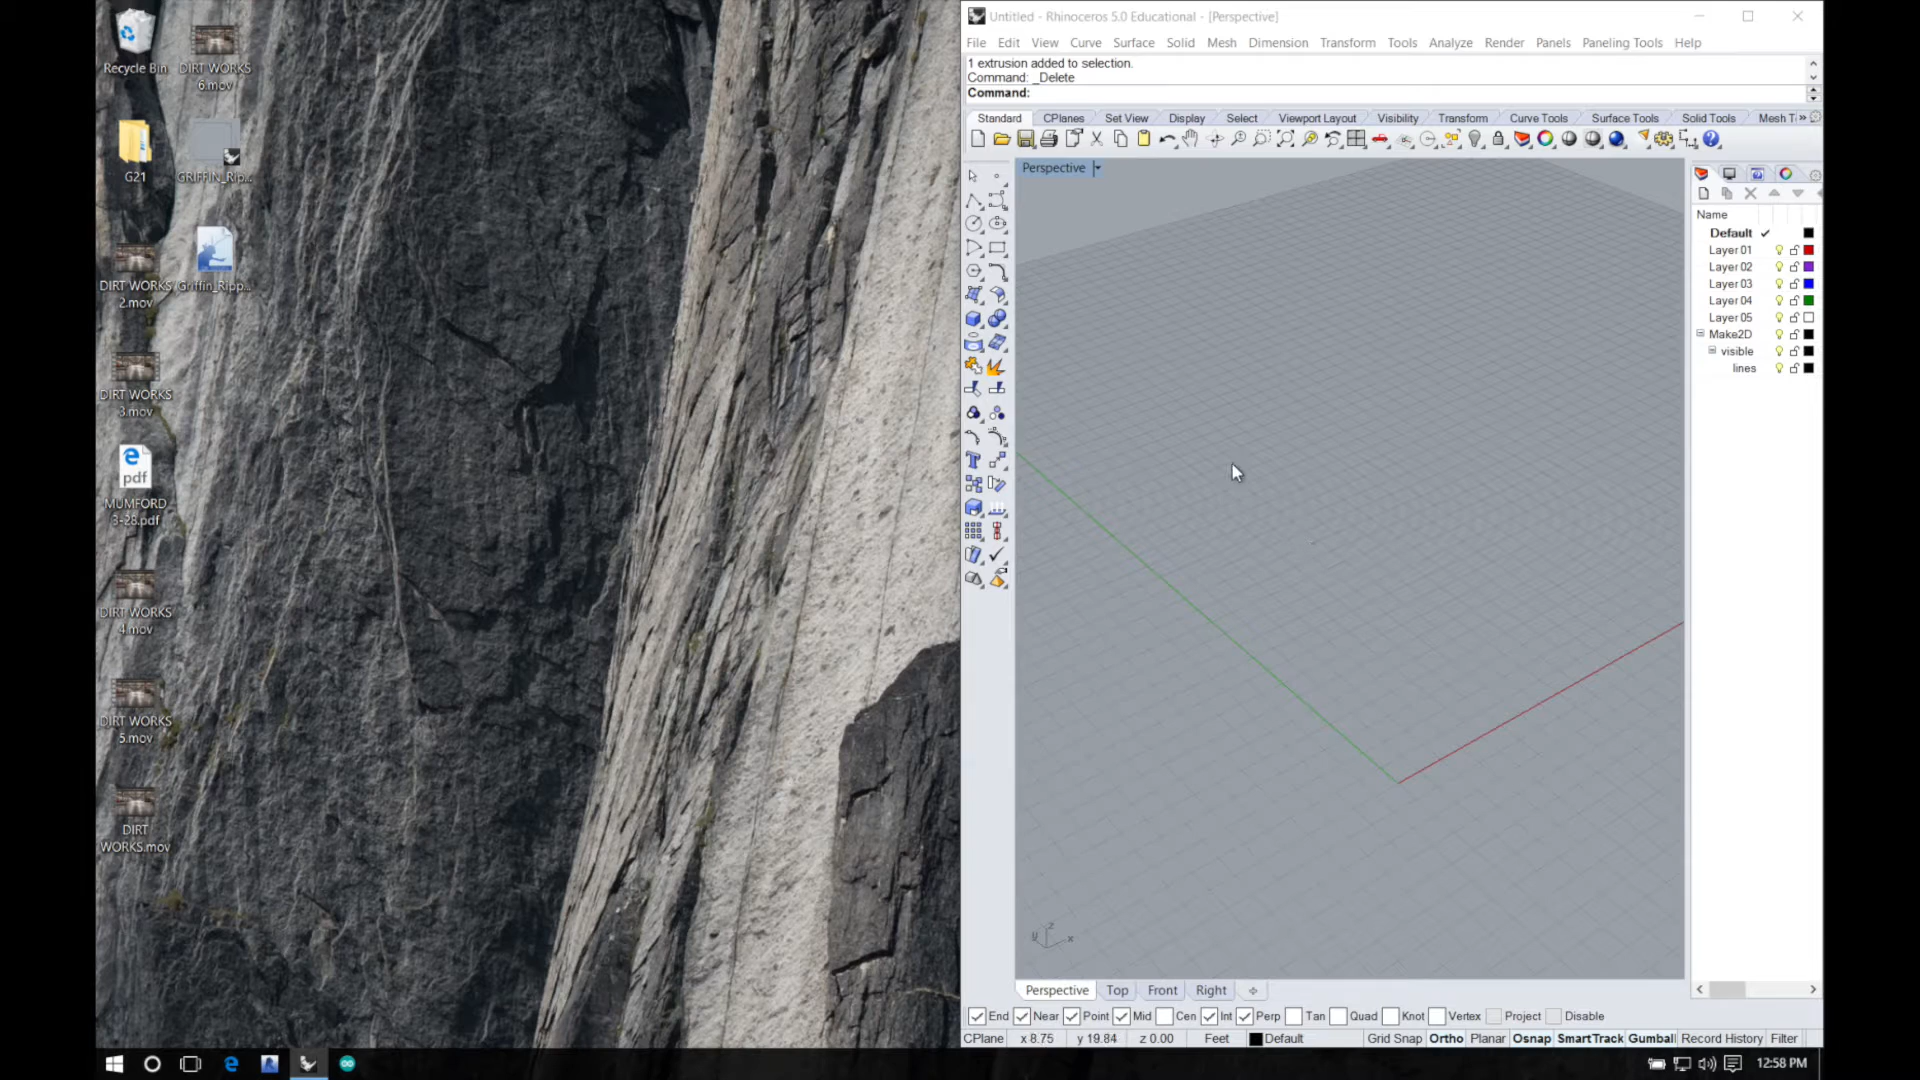 Recycle Bin
DIRT WORKS
6.mov
G21
GRIFFIN_Rip...
DIRT WORKS
2.mov
Griffin_Ripp...
DIRT WORKS
3.mov
pdf
MUMFORD
3-28.pdf
DIRT WORKS
4.mov
DIRT WORKS
5.mov
DIRT
WORKS.mov
Untitled - Rhinoceros 5.0 Educational - [Perspective]
File Edit View Curve Surface Solid Mesh Dimension Transform Tools Analyze Render Panels Paneling Tools Help
1 extrusion added to selection.
Command: _Delete
Command:
Standard CPlanes Set View Display Select Viewport Layout Visibility Transform Curve Tools Surface Tools Solid Tools Mesh T
Perspective
Name
Default
Layer 01
Layer 02
Layer 03
Layer 04
Layer 05
Make2D
visible
lines
z
y
x
Perspective Top Front Right
End Near Point Mid Cen Int Perp Tan Quad Knot Vertex Project Disable
CPlane x 8.75 y 19.84 z 0.00 Feet Default Grid Snap Ortho Planar Osnap SmartTrack Gumball Record History Filter
12:58 PM